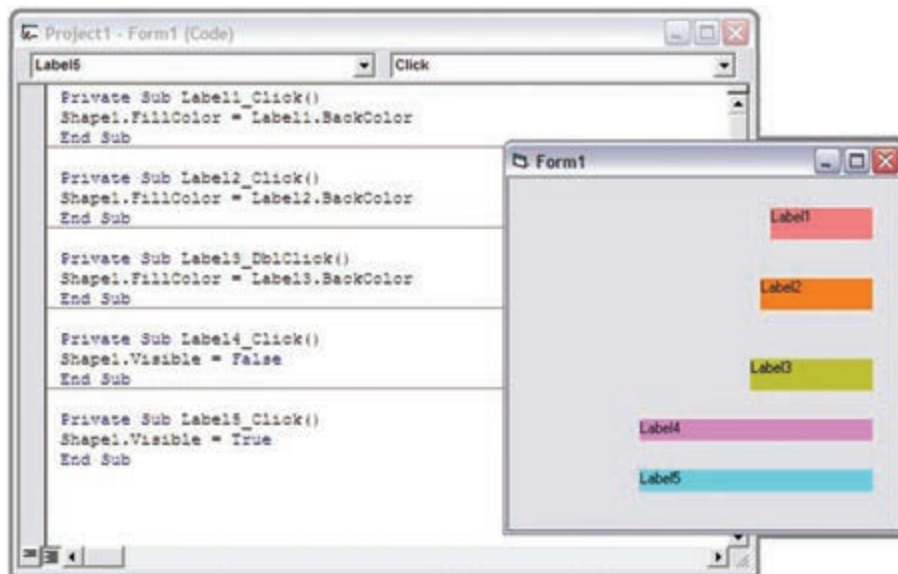 Project1 - Form1 (Code)
Label5 Click
Private Sub Label1_Click()
Shape1.FillColor = Label1.BackColor
End Sub
Private Sub Label2_Click()
Shape1.FillColor = Label2.BackColor
End Sub
Private Sub Label3_DblClick()
Shape1.FillColor = Label3.BackColor
End Sub
Private Sub Label4_Click()
Shape1.Visible = False
End Sub
Private Sub Label5_Click()
Shape1.Visible = True
End Sub
Form1
Label1
Label2
Label3
Label4
Label5